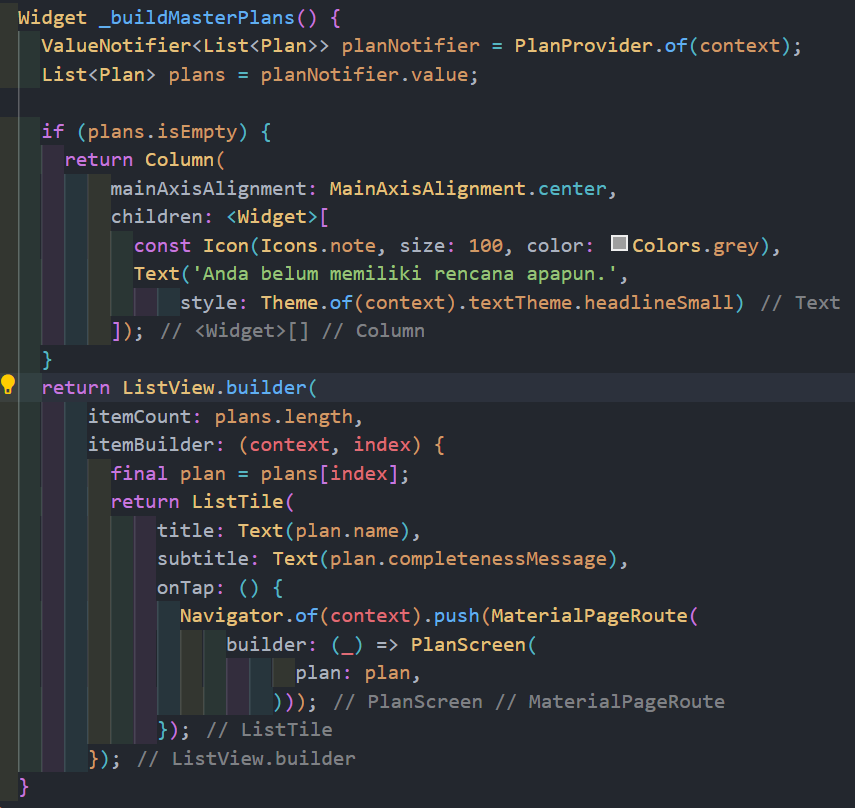 Widget _buildMasterPlans() {
  ValueNotifier<List<Plan>> planNotifier = PlanProvider.of(context);
  List<Plan> plans = planNotifier.value;

  if (plans.isEmpty) {
    return Column(
        mainAxisAlignment: MainAxisAlignment.center,
        children: <Widget>[
          const Icon(Icons.note, size: 100, color: Colors.grey),
          Text('Anda belum memiliki rencana apapun.',
              style: Theme.of(context).textTheme.headlineSmall) // Text
        ]); // <Widget>[] // Column
  }
  return ListView.builder(
      itemCount: plans.length,
      itemBuilder: (context, index) {
        final plan = plans[index];
        return ListTile(
            title: Text(plan.name),
            subtitle: Text(plan.completenessMessage),
            onTap: () {
              Navigator.of(context).push(MaterialPageRoute(
                  builder: (_) => PlanScreen(
                        plan: plan,
                      ))); // PlanScreen // MaterialPageRoute
            }); // ListTile
      }); // ListView.builder
}